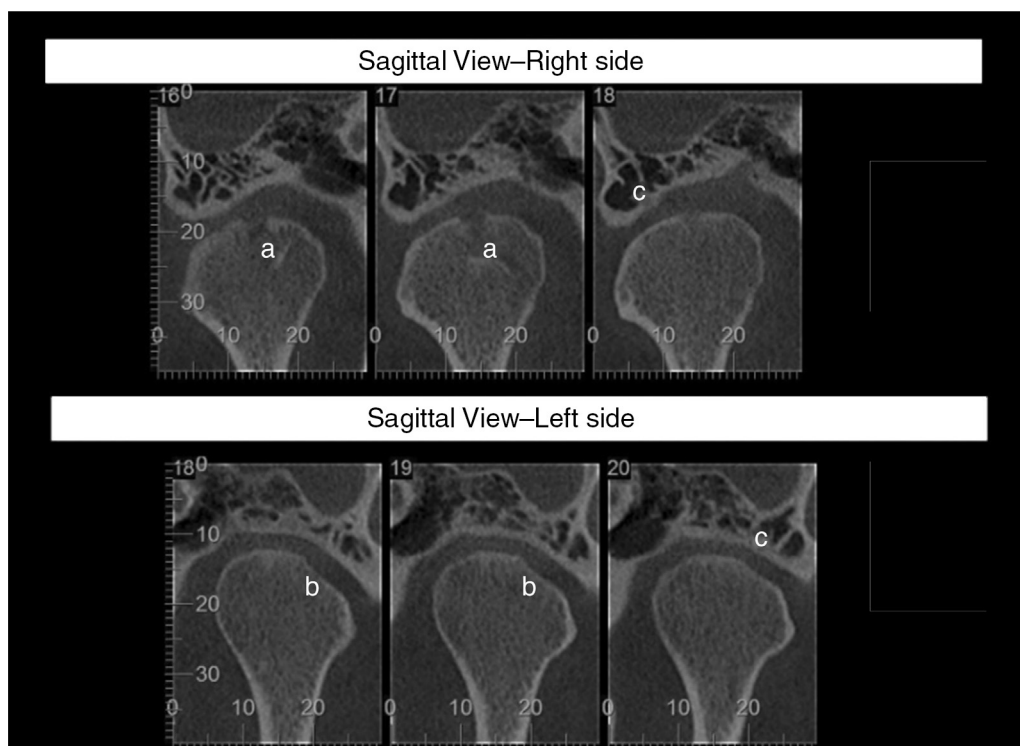 Sagittal View–Right side
16 0 17 18
10
c
20
a a
30
0 10 20 0 10 20 0 10 20
Sagittal View–Left side
18 0 19 20
10
c
b b
20
30
0 10 20 0 10 20 0 10 20